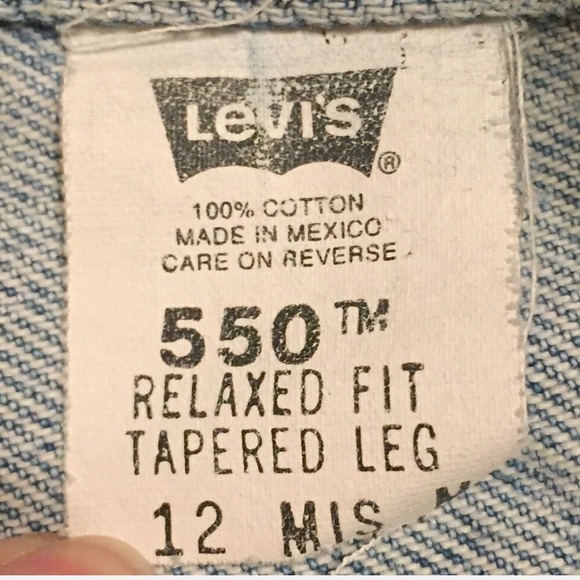 LEVI'S ®
100% COTTON
MADE IN MEXICO
CARE ON REVERSE
550™
RELAXED FIT
TAPERED LEG
12 MIS M